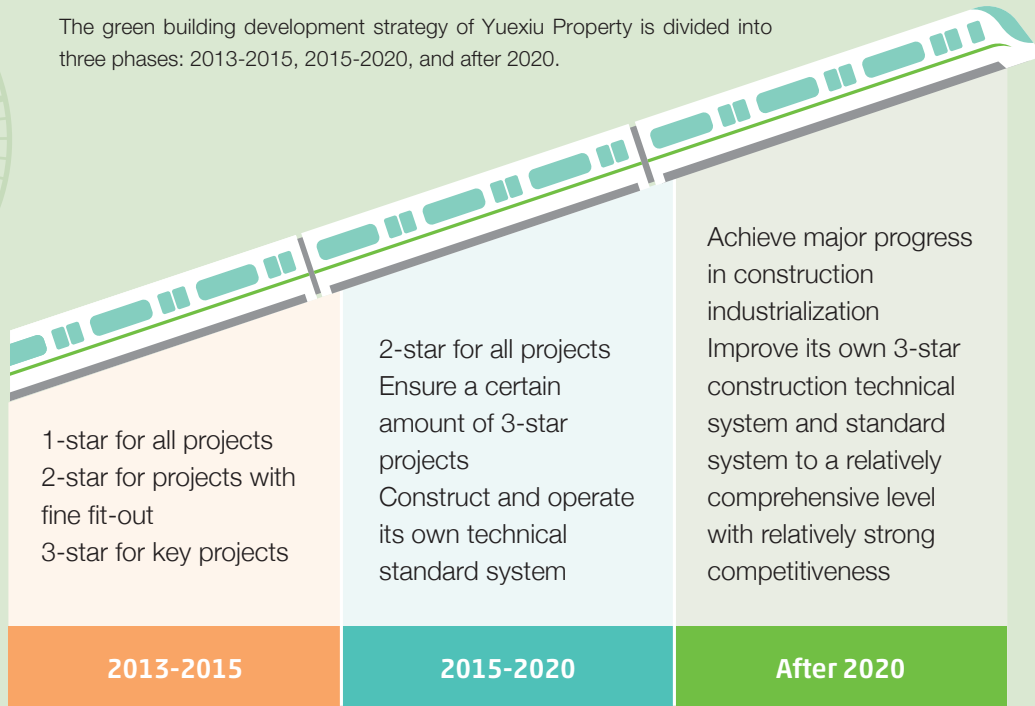 The green building development strategy of Yuexiu Property is divided into
three phases: 2013-2015, 2015-2020, and after 2020.
1-star for all projects
2-star for projects with
fine fit-out
3-star for key projects
2013-2015
2-star for all projects
Ensure a certain
amount of 3-star
projects
Construct and operate
its own technical
standard system
2015-2020
Achieve major progress
in construction
industrialization
Improve its own 3-star
construction technical
system and standard
system to a relatively
comprehensive level
with relatively strong
competitiveness
After 2020